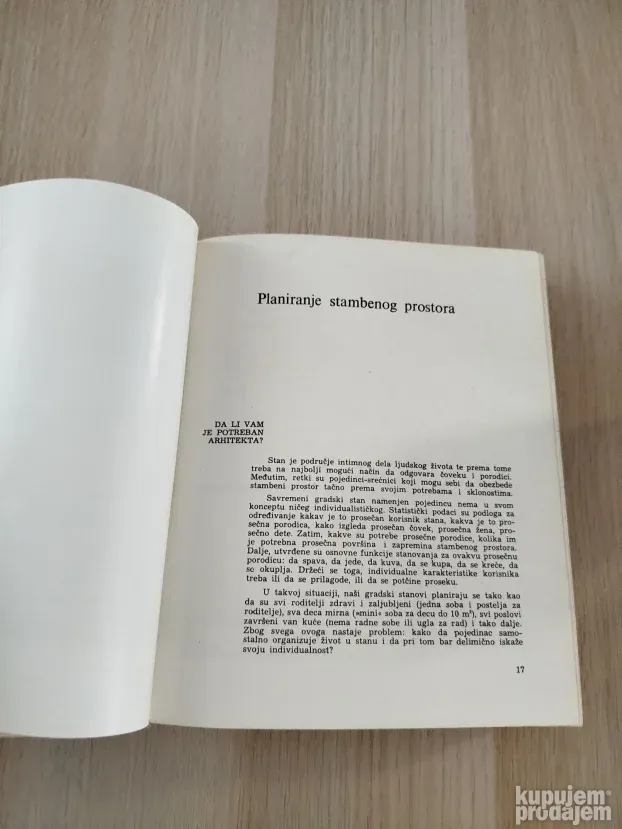 Planiranje stambenog prostora
DA LI VAM
JE POTREBAN
ARHITEKTA?
Stan je područje intimnog dela ljudskog života te prema tome
treba na najbolji mogući način da odgovara čoveku i porodici.
Međutim, retki su pojedinci-srećnici koji mogu sebi da obezbede
stambeni prostor tačno prema svojim potrebama i sklonostima.
Savremeni gradski stan namenjen pojedincu nema u svom
konceptu ničeg individualističkog. Statistički podaci su podloga za
određivanje kakav je to prosečan korisnik stana, kakva je to pro-
sečna porodica, kako izgleda prosečan čovek, prosečna žena, pro-
sečno dete. Zatim, kakve su potrebe prosečne porodice, kolika im
je potrebna prosečna površina i zapremina stambenog prostora.
Dalje, utvrđene su osnovne funkcije stanovanja za ovakvu prosečnu
porodicu: da spava, da jede, da kuva, da se kupa, da se kreće, da
se okuplja. Držeći se toga, individualne karakteristike korisnika
treba ili da se prilagode, ili da se potčine proseku.
U takvoj situaciji, naši gradski stanovi planiraju se tako kao
da su svi roditelji zdravi i zaljubljeni (jedna soba i postelja za
roditelje), sva deca mirna (»mini« soba za decu do 10 m²), svi poslovi
završeni van kuće (nema radne sobe ili ugla za rad) i tako dalje.
Zbog svega ovoga nastaje problem: kako da pojedinac samo-
stalno organizuje život u stanu i da pri tom bar delimično iskaže
svoju individualnost?
17
kupujem
prodajem